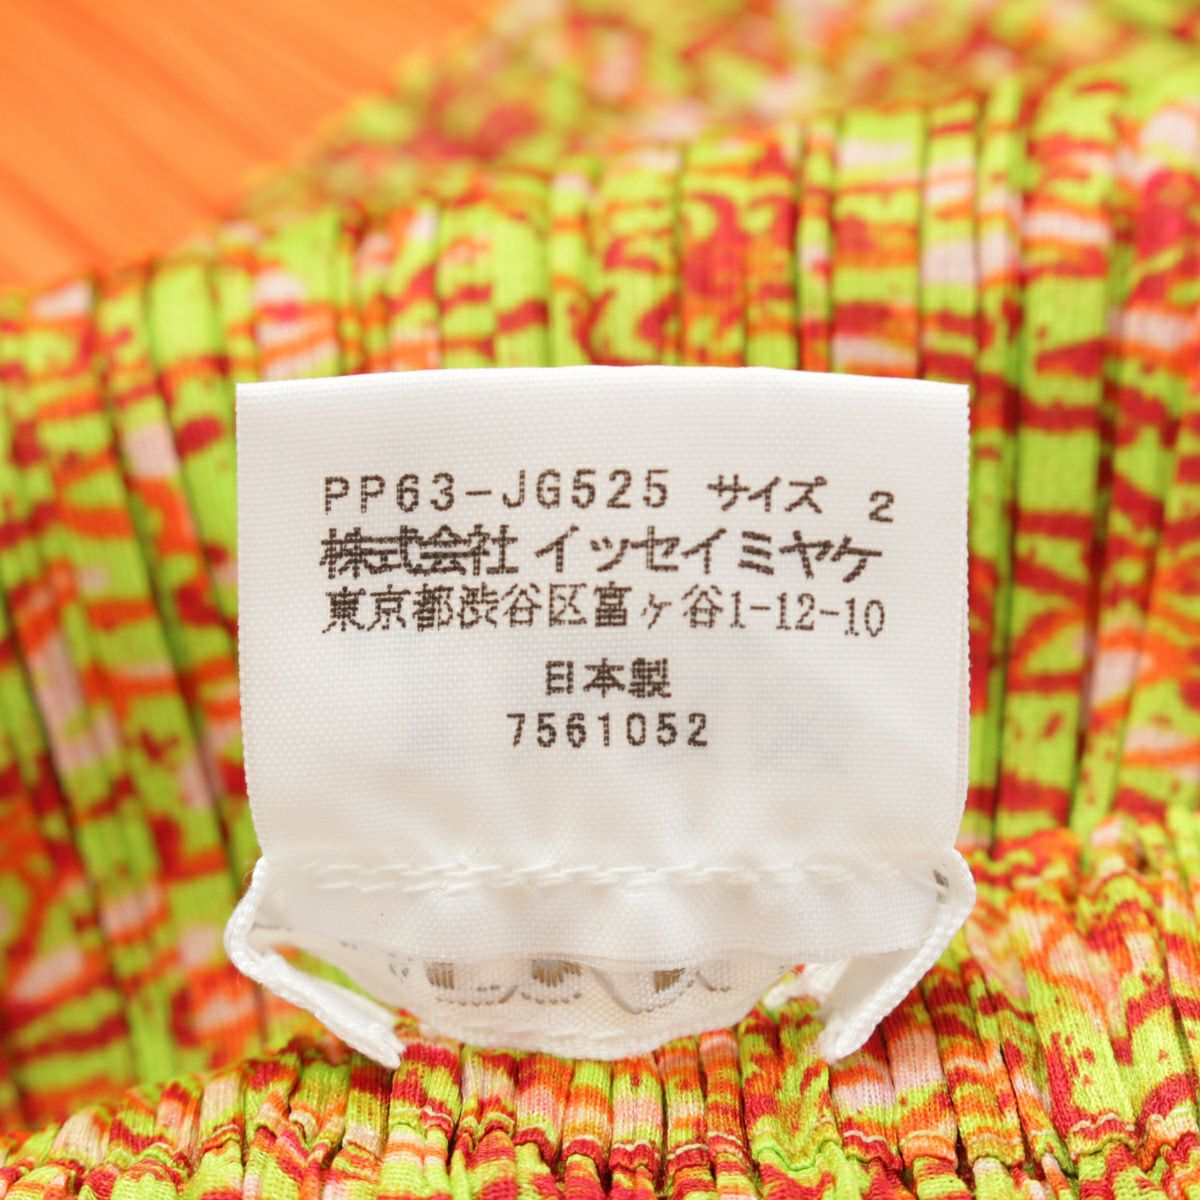 PP63-JG525 サイズ 2
株式会社 イッセイミヤケ
東京都渋谷区富ヶ谷1-12-10
日本製
7561052